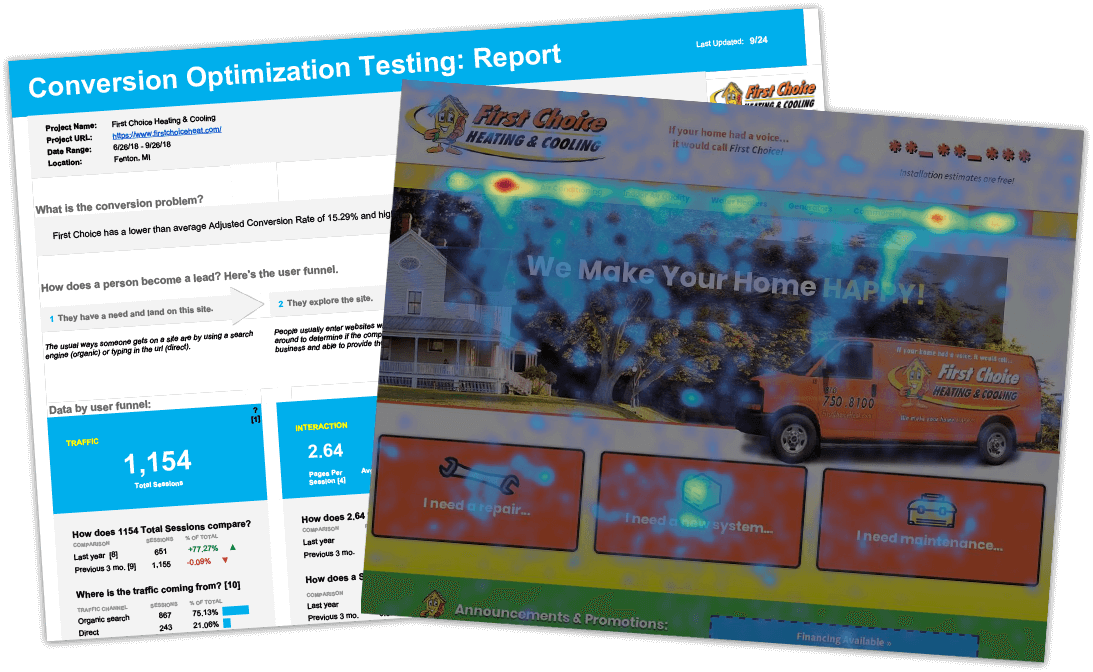 Conversion Optimization Testing: Report
Last Updated: 9/24
Project Name: First Choice Heating & Cooling
Project URL: https://www.firstchoiceheat.com/
Date Range: 6/26/18 - 9/26/18
Location: Fenton, MI
First Choice
HEATING & COOLING
What is the conversion problem?
First Choice has a lower than average Adjusted Conversion Rate of 15.29% and hig
How does a person become a lead? Here's the user funnel.
1 They have a need and land on this site.
2 They explore the site.
The usual ways someone gets on a site are by using a search
engine (organic) or typing in the url (direct).
People usually enter websites w
around to determine if the comp
business and able to provide th
Data by user funnel:
?
[1]
TRAFFIC
1,154
Total Sessions
INTERACTION
2.64
Pages Per
Session [4]
How does 1154 Total Sessions compare?
COMPARISON SESSIONS % OF TOTAL
Last year [8] 651 +77.27% ▲
Previous 3 mo. [9] 1,155 -0.09% ▼
Where is the traffic coming from? [10]
TRAFFIC CHANNEL SESSIONS % OF TOTAL
Organic search 867 75.13%
Direct 243 21.06%
How does 2.64
COMPARISON
Last year
Previous 3 mo.
How does a S
COMPARISON
Last year
Previous 3 mo.
First Choice
HEATING & COOLING
If your home had a voice...
it would call First Choice!
**_**_***
Installation estimates are free!
We Make Your Home HAPPY!
If your home had a voice, it would call...
First Choice
HEATING & COOLING
750 8100
I need a repair...
I need a new system...
I need maintenance...
Announcements & Promotions:
Financing Available »